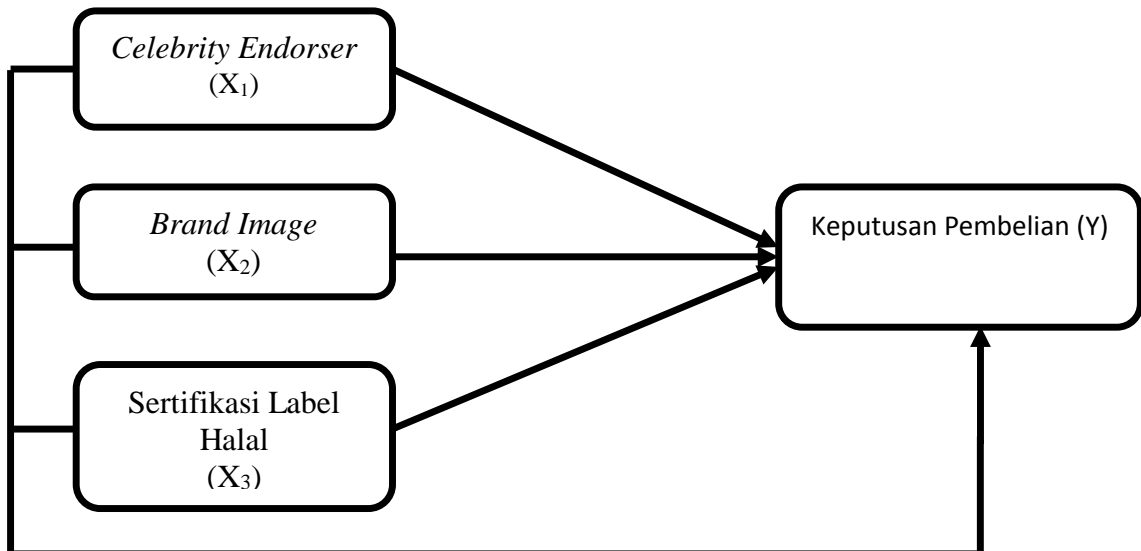 Celebrity Endorser
(X₁)
Brand Image
(X₂)
Sertifikasi Label
Halal
(X₃)
Keputusan Pembelian (Y)